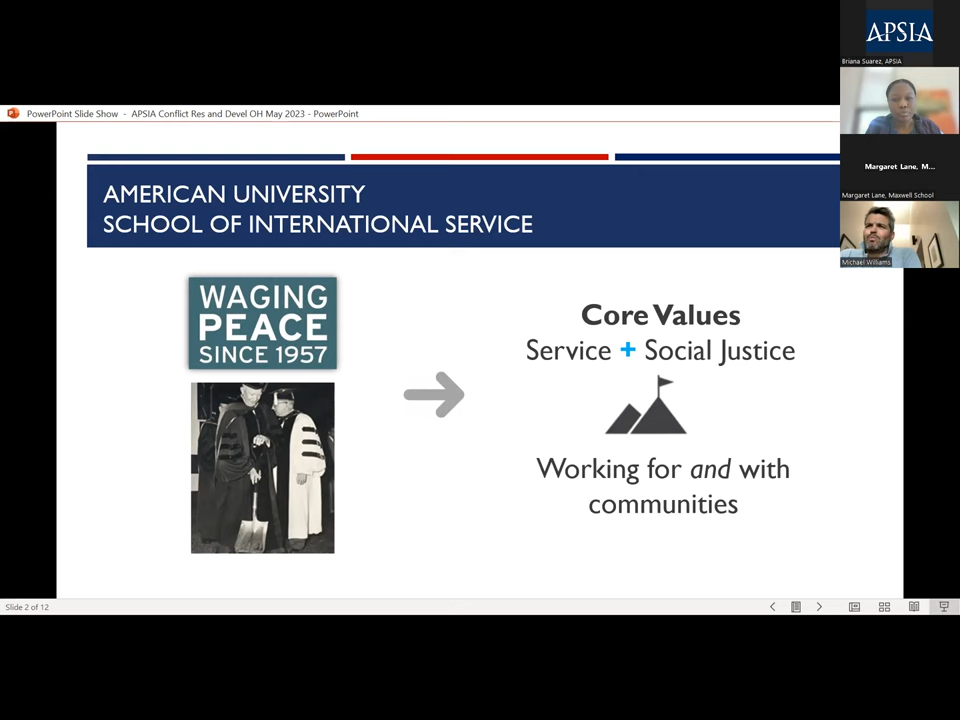 APSIA
Briana Suarez, APSIA
PowerPoint Slide Show - APSIA Conflict Res and Devel OH May 2023 - PowerPoint
Margaret Lane, M...
Margaret Lane, Maxwell School
Michael Williams
AMERICAN UNIVERSITY
SCHOOL OF INTERNATIONAL SERVICE
WAGING
PEACE
SINCE 1957
Core Values
Service + Social Justice
Working for and with
communities
Slide 2 of 12